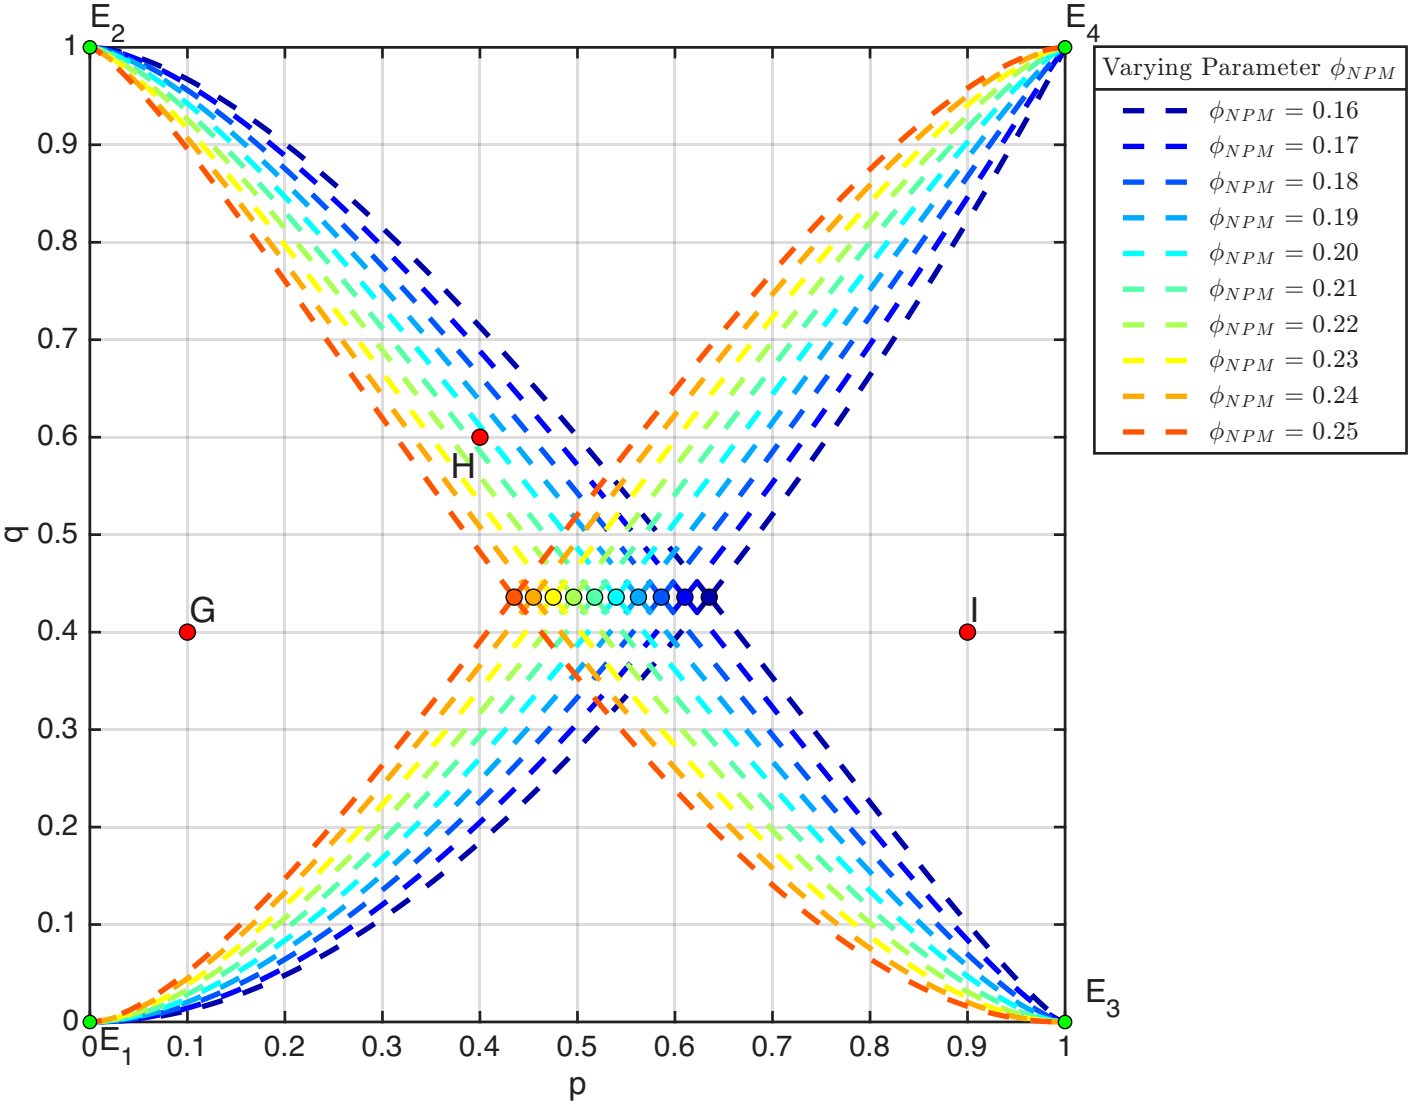 E2
E4
Varying Parameter ϕNPM
ϕNPM = 0.16
ϕNPM = 0.17
ϕNPM = 0.18
ϕNPM = 0.19
ϕNPM = 0.20
ϕNPM = 0.21
ϕNPM = 0.22
ϕNPM = 0.23
ϕNPM = 0.24
ϕNPM = 0.25
1
0.9
0.8
0.7
0.6
0.5
0.4
0.3
0.2
0.1
0
q
H
G
I
E3
E1
0 0.1 0.2 0.3 0.4 0.5 0.6 0.7 0.8 0.9 1
p